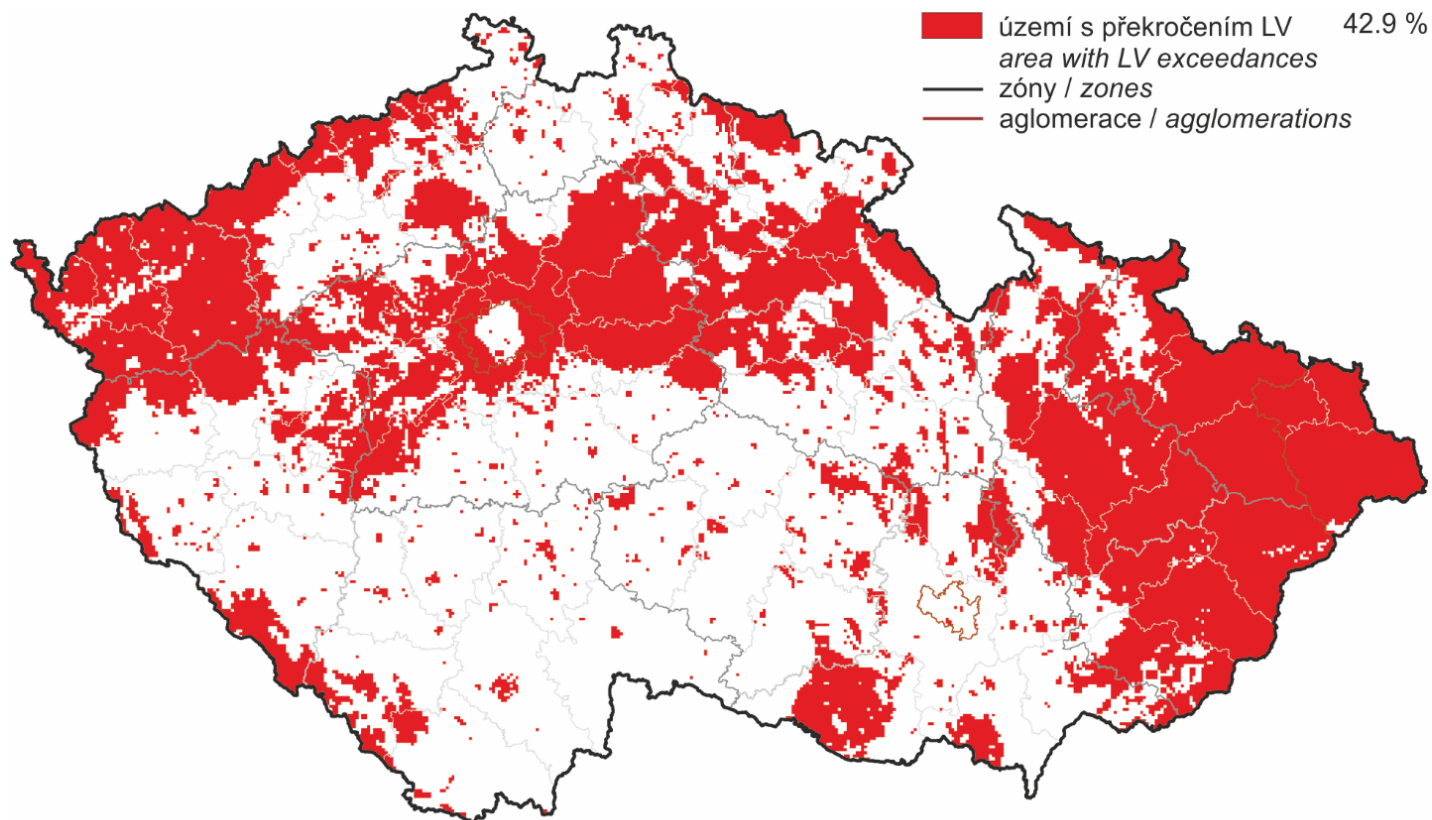 území s překročením LV 42.9 %
area with LV exceedances
zóny / zones
aglomerace / agglomerations